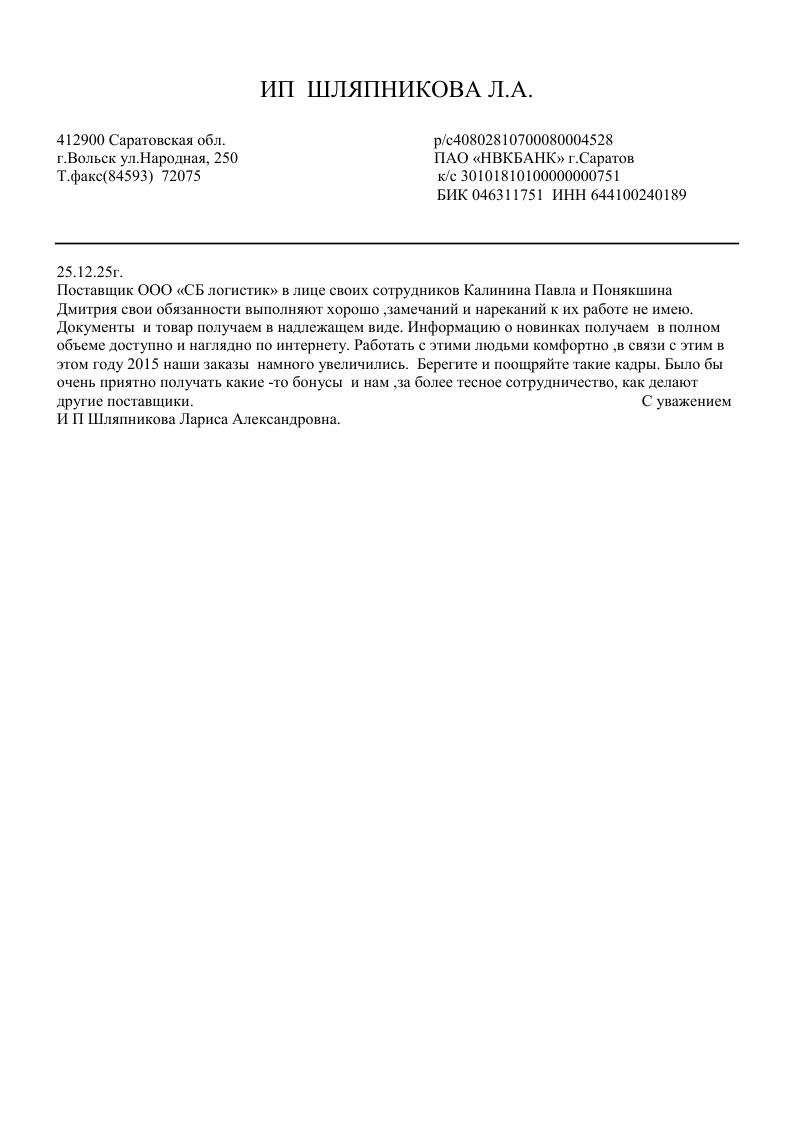 ИП  ШЛЯПНИКОВА Л.А.
412900 Саратовская обл.
г.Вольск ул.Народная, 250
Т.факс(84593)  72075
р/с40802810700080004528
ПАО «НВКБАНК» г.Саратов
к/с 30101810100000000751
БИК 046311751  ИНН 644100240189
25.12.25г.
Поставщик ООО «СБ логистик» в лице своих сотрудников Калинина Павла и Понякшина
Дмитрия свои обязанности выполняют хорошо ,замечаний и нареканий к их работе не имею.
Документы  и товар получаем в надлежащем виде. Информацию о новинках получаем  в полном
объеме доступно и наглядно по интернету. Работать с этими людьми комфортно ,в связи с этим в
этом году 2015 наши заказы  намного увеличились.  Берегите и поощряйте такие кадры. Было бы
очень приятно получать какие -то бонусы  и нам ,за более тесное сотрудничество, как делают
другие поставщики. С уважением
И П Шляпникова Лариса Александровна.